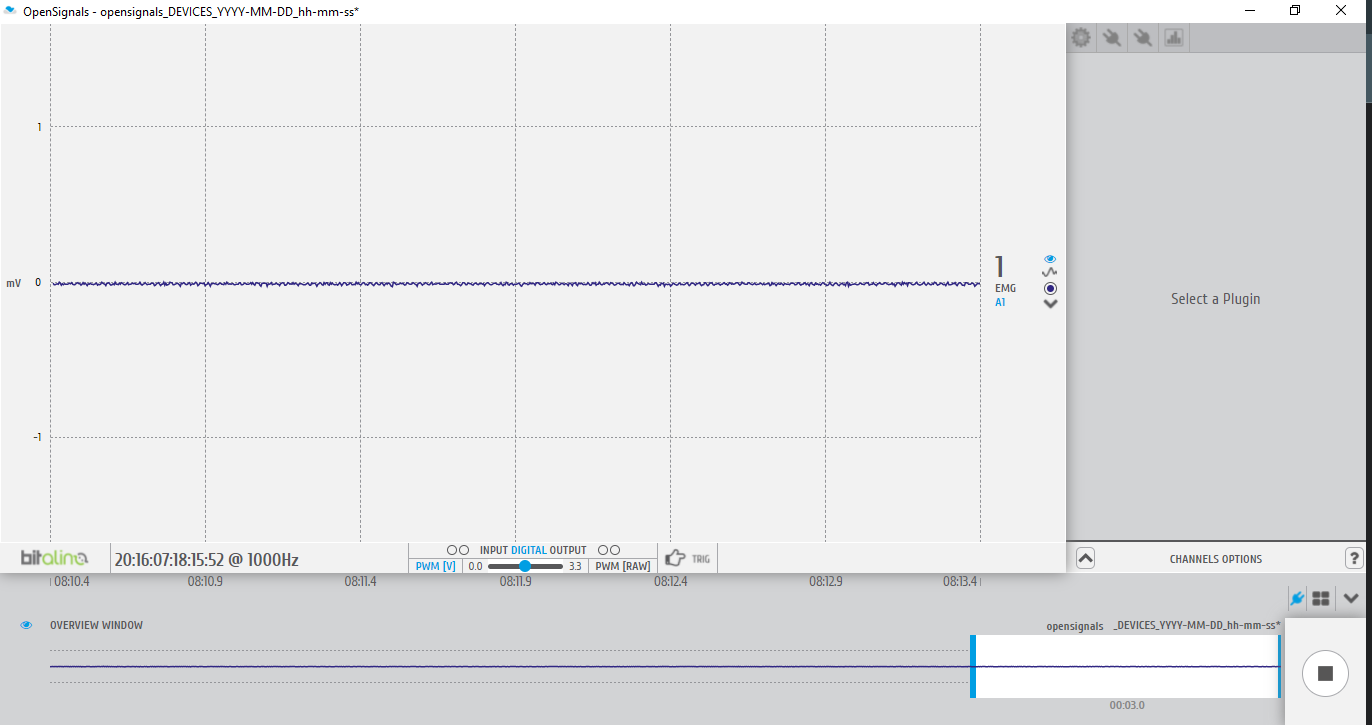 OpenSignals - opensignals_DEVICES_YYYY-MM-DD_hh-mm-ss*
1
mV 0
-1
1
EMG
A1
Select a Plugin
bitalino
20:16:07:18:15:52 @ 1000Hz
INPUT DIGITAL OUTPUT
PWM [V] 0.0 3.3 PWM [RAW]
TRIG
CHANNELS OPTIONS
?
08:10.4 08:10.9 08:11.4 08:11.9 08:12.4 08:12.9 08:13.4
OVERVIEW WINDOW
opensignals _DEVICES_YYYY-MM-DD_hh-mm-ss*
00:03.0